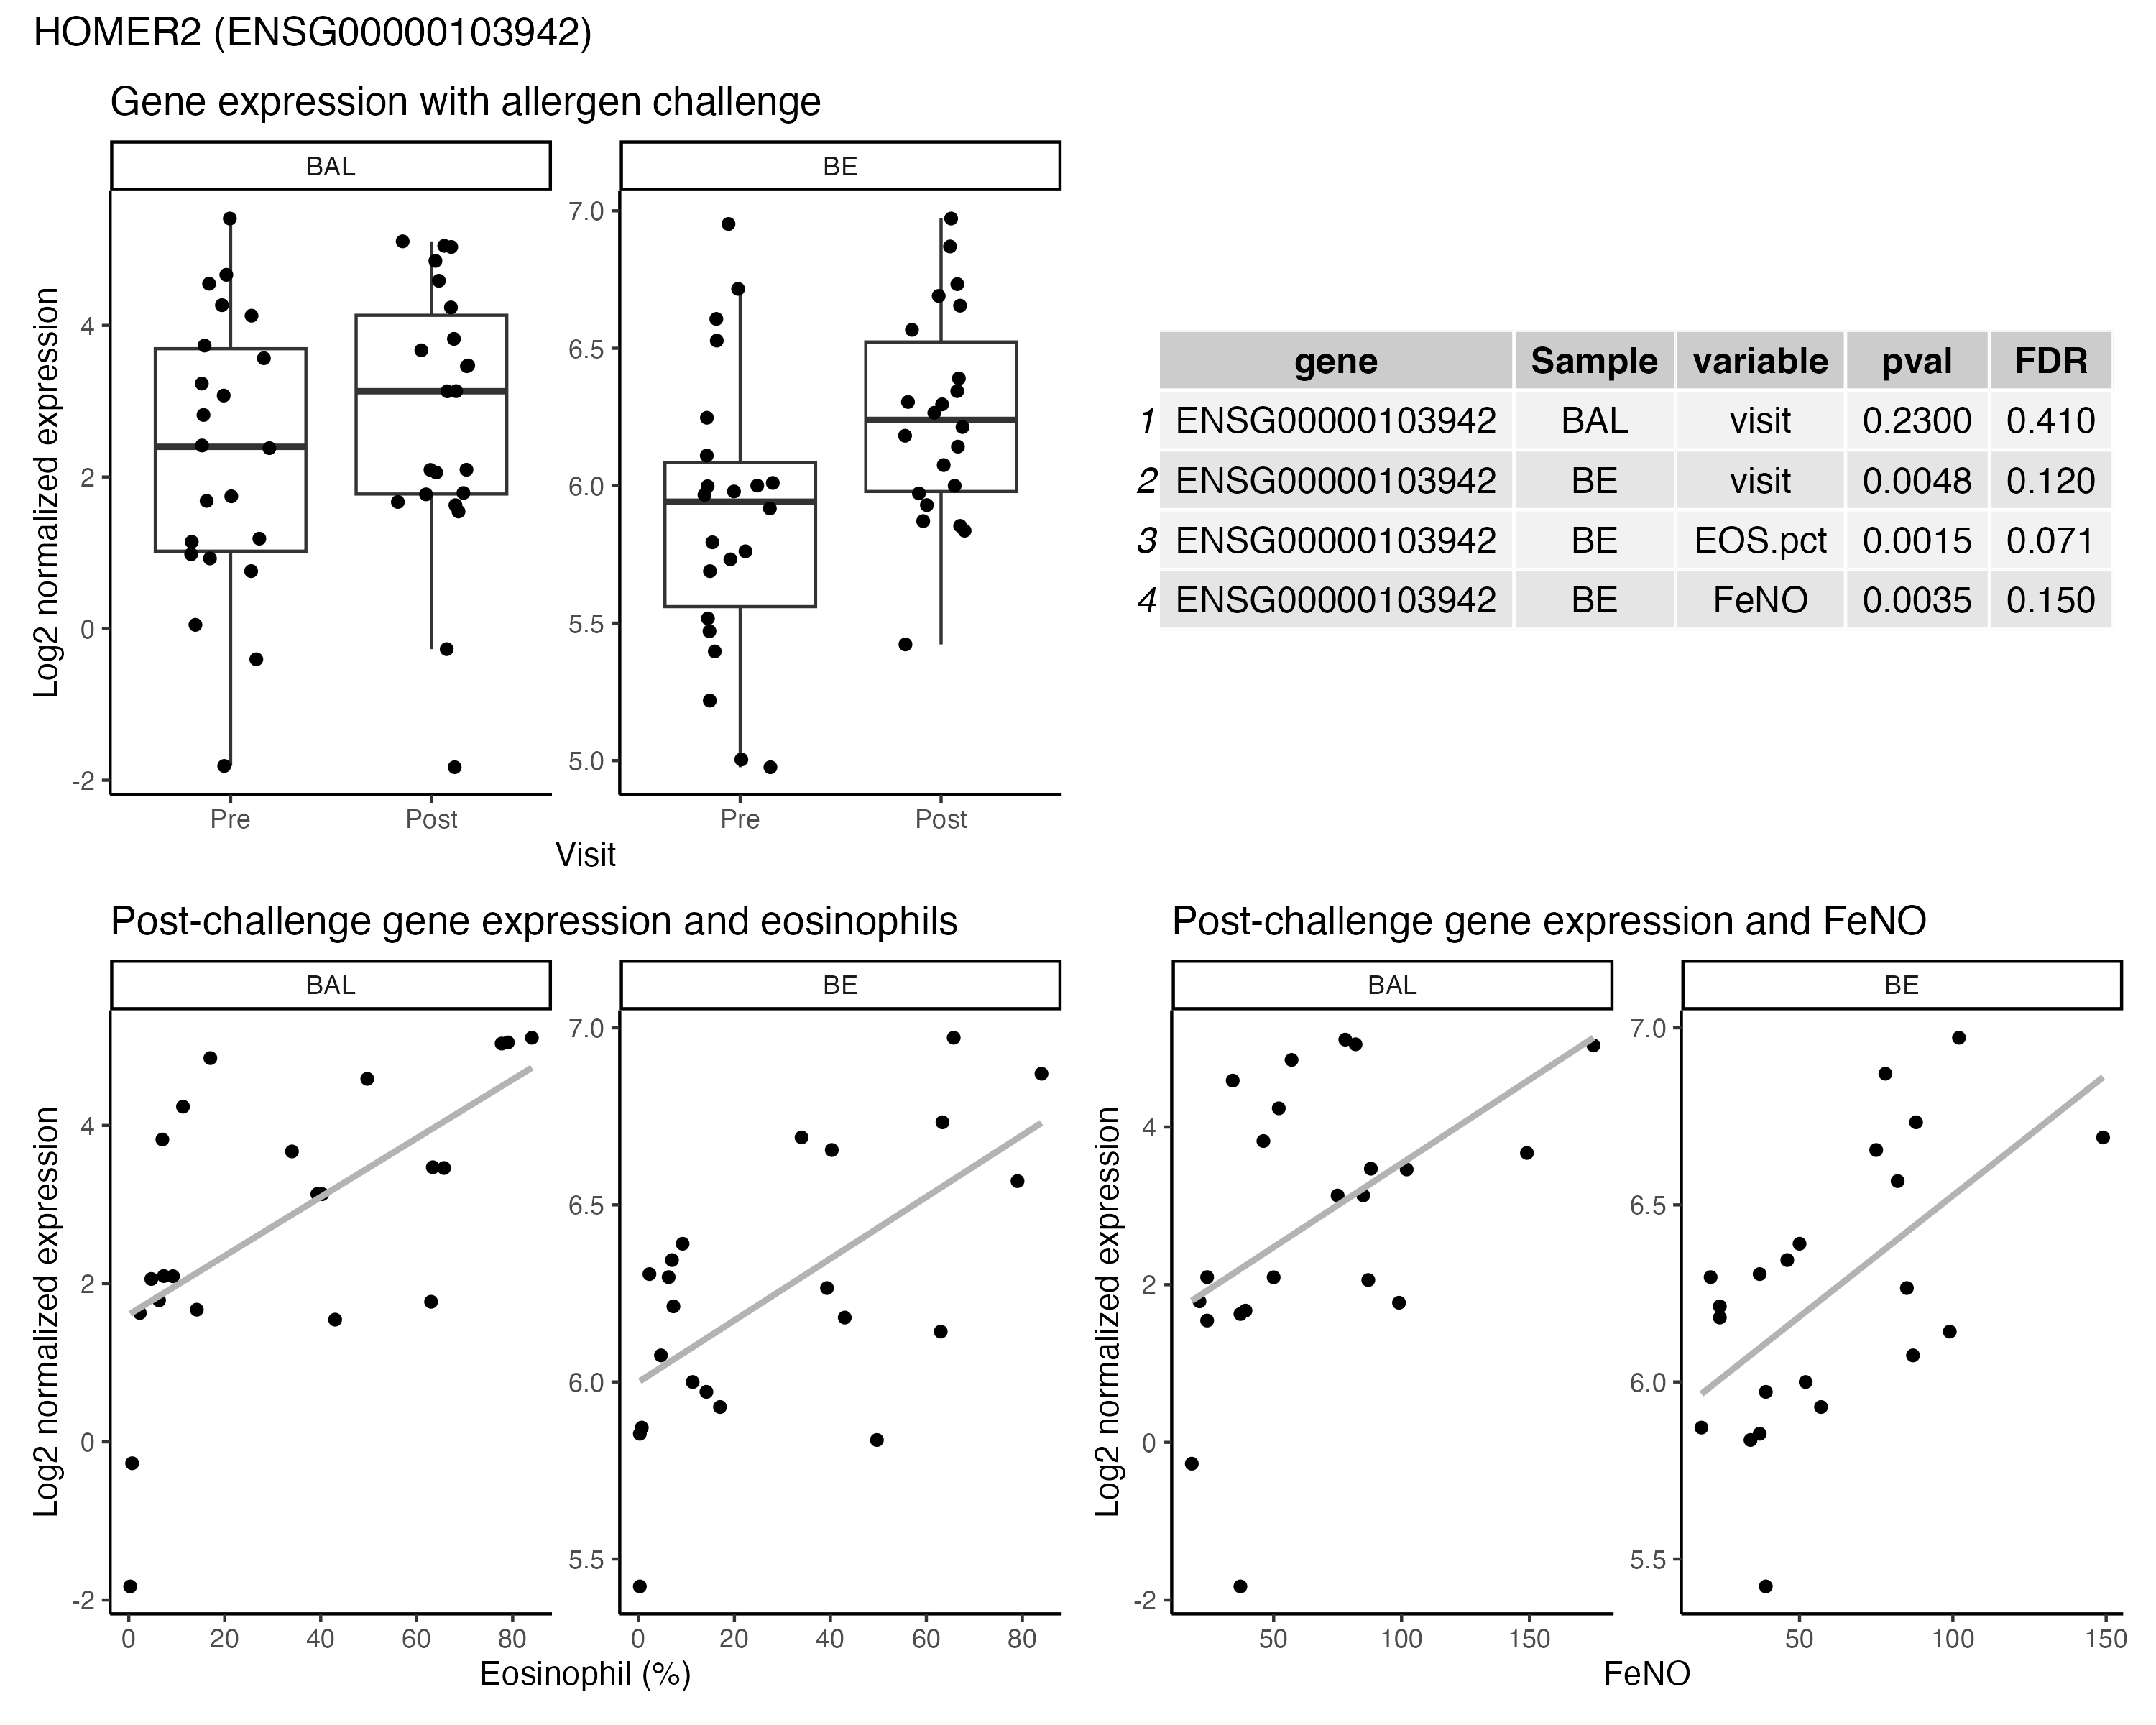 HOMER2 (ENSG00000103942)
Gene expression with allergen challenge
BAL
BE
Log2 normalized expression
4
2
0
-2
7.0
6.5
6.0
5.5
5.0
Pre
Post
Pre
Post
Visit
gene Sample variable pval FDR
1 ENSG00000103942 BAL visit 0.2300 0.410
2 ENSG00000103942 BE visit 0.0048 0.120
3 ENSG00000103942 BE EOS.pct 0.0015 0.071
4 ENSG00000103942 BE FeNO 0.0035 0.150
Post-challenge gene expression and eosinophils
BAL
BE
Log2 normalized expression
4
2
0
-2
7.0
6.5
6.0
5.5
0 20 40 60 80
0 20 40 60 80
Eosinophil (%)
Post-challenge gene expression and FeNO
BAL
BE
Log2 normalized expression
4
2
0
-2
7.0
6.5
6.0
5.5
50 100 150
50 100 150
FeNO